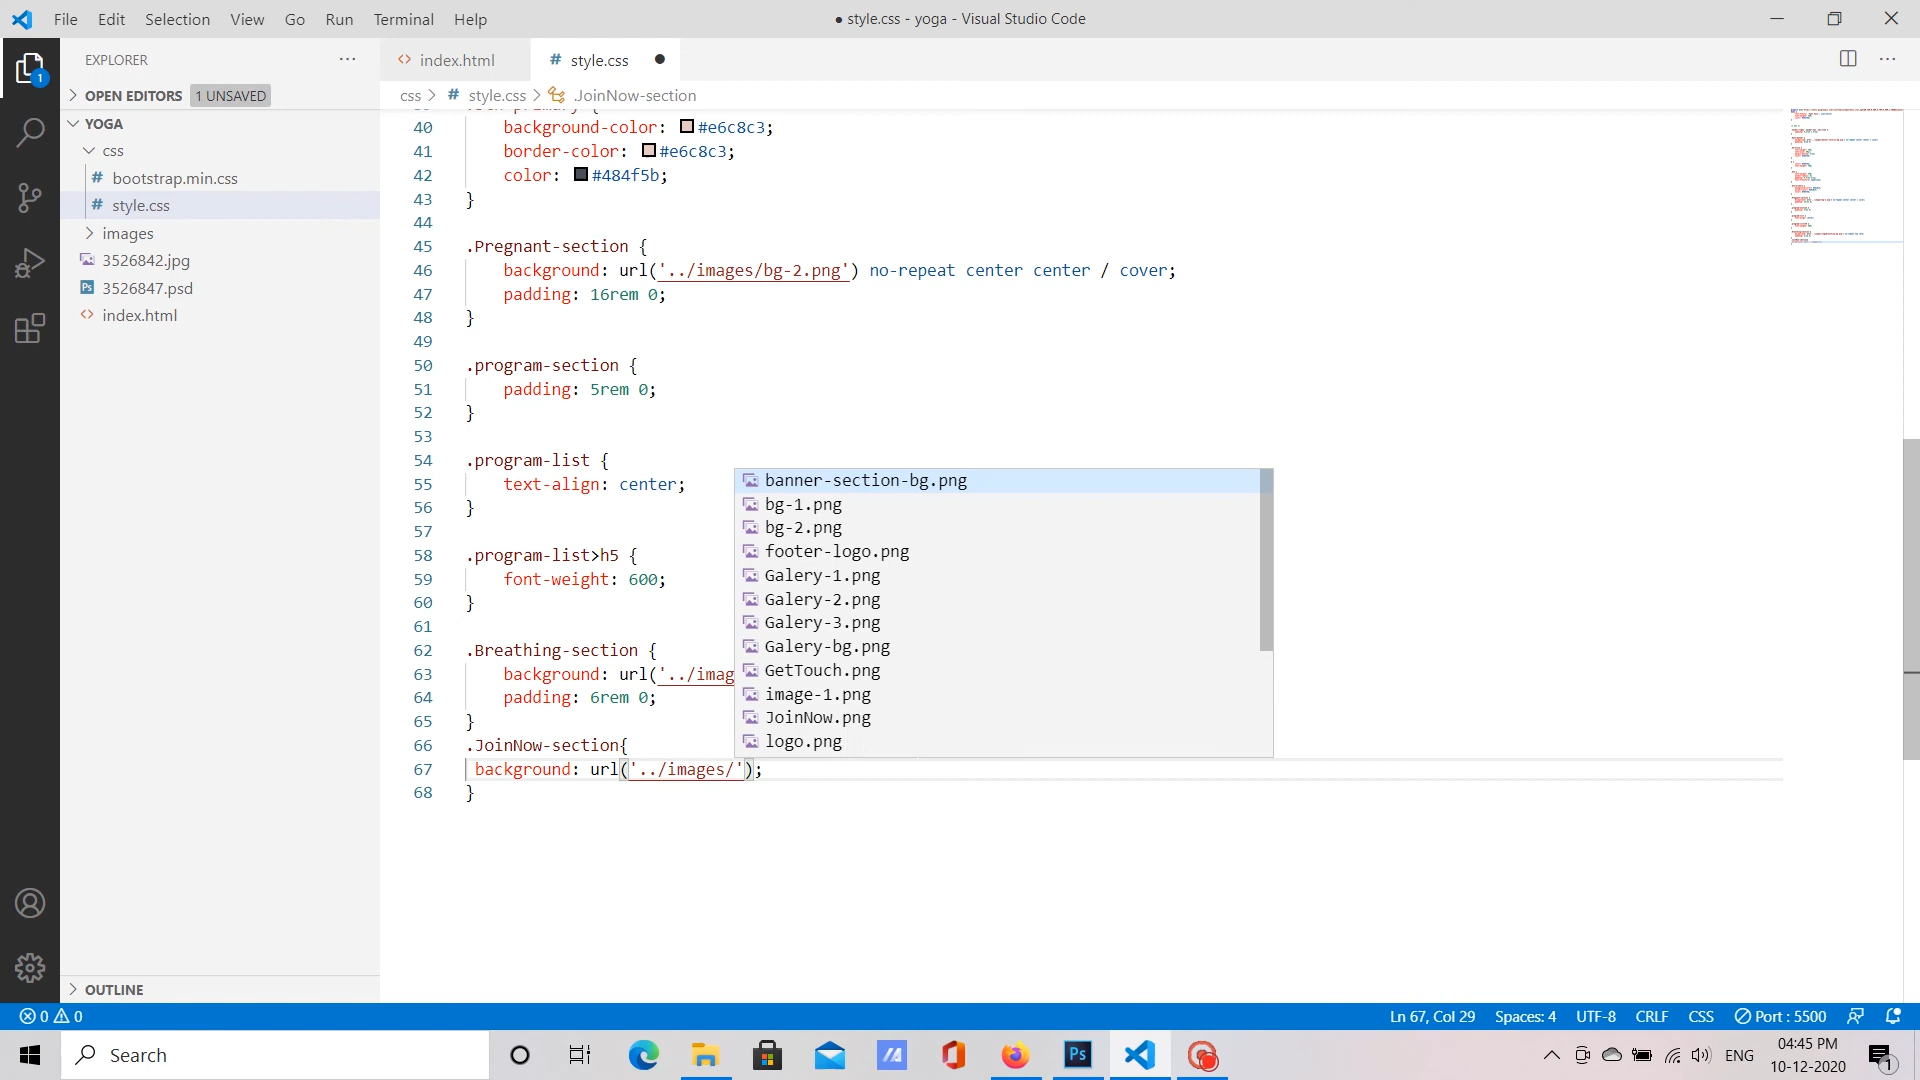 File Edit Selection View Go Run Terminal Help
● style.css - yoga - Visual Studio Code
EXPLORER
OPEN EDITORS 1 UNSAVED
YOGA
css
# bootstrap.min.css
# style.css
images
3526842.jpg
Ps 3526847.psd
<> index.html
OUTLINE
<> index.html
# style.css ●
css > # style.css > .JoinNow-section
40 background-color: #e6c8c3;
41 border-color: #e6c8c3;
42 color: #484f5b;
43 }
44
45 .Pregnant-section {
46 background: url('../images/bg-2.png') no-repeat center center / cover;
47 padding: 16rem 0;
48 }
49
50 .program-section {
51 padding: 5rem 0;
52 }
53
54 .program-list {
55 text-align: center;
56 }
57
58 .program-list>h5 {
59 font-weight: 600;
60 }
61
62 .Breathing-section {
63 background: url('../imag
64 padding: 6rem 0;
65 }
66 .JoinNow-section{
67 background: url('../images/');
68 }
banner-section-bg.png
bg-1.png
bg-2.png
footer-logo.png
Galery-1.png
Galery-2.png
Galery-3.png
Galery-bg.png
GetTouch.png
image-1.png
JoinNow.png
logo.png
1
0 0
Ln 67, Col 29 Spaces: 4 UTF-8 CRLF CSS Port : 5500
Search
Ps
ENG
04:45 PM
10-12-2020
1